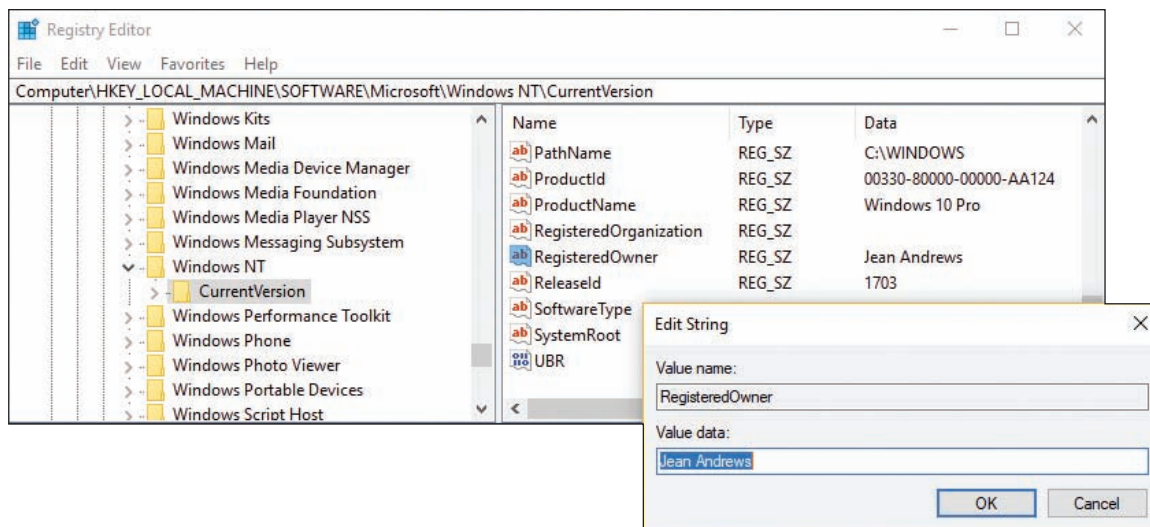 Registry Editor
File Edit View Favorites Help
Computer\HKEY_LOCAL_MACHINE\SOFTWARE\Microsoft\Windows NT\CurrentVersion
Windows Kits
Windows Mail
Windows Media Device Manager
Windows Media Foundation
Windows Media Player NSS
Windows Messaging Subsystem
Windows NT
CurrentVersion
Windows Performance Toolkit
Windows Phone
Windows Photo Viewer
Windows Portable Devices
Windows Script Host
Name Type Data
PathName REG_SZ C:\WINDOWS
ProductId REG_SZ 00330-80000-00000-AA124
ProductName REG_SZ Windows 10 Pro
RegisteredOrganization REG_SZ
RegisteredOwner REG_SZ Jean Andrews
ReleaseId REG_SZ 1703
SoftwareType
SystemRoot
UBR
Edit String
Value name:
RegisteredOwner
Value data:
Jean Andrews
OK Cancel